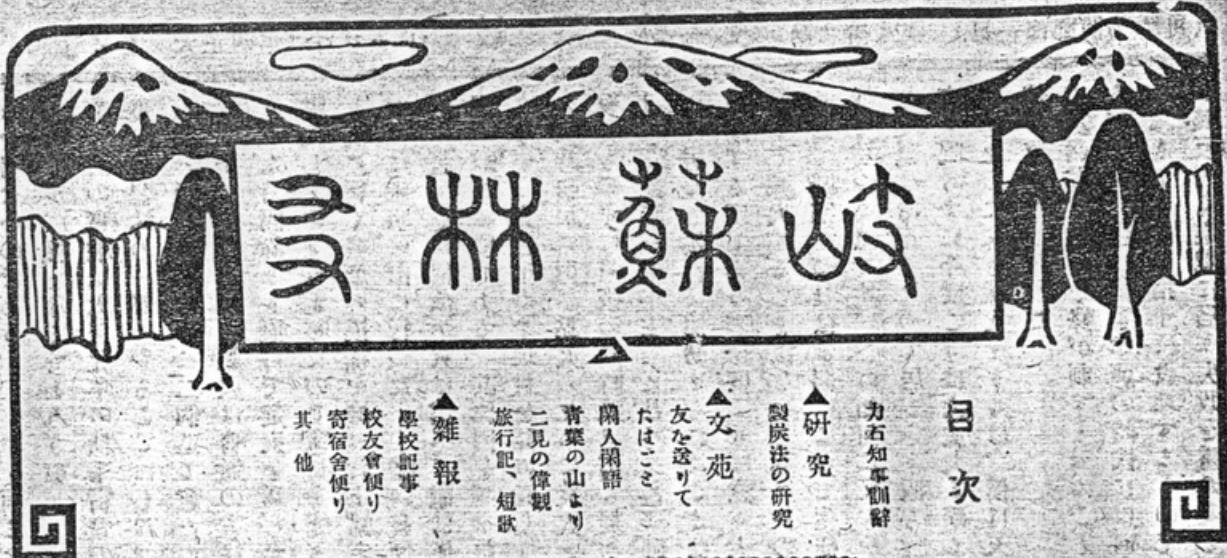 岐蘇林友
目次
力石知事訓辭
▲研究
製炭法の研究
▲文苑
友を送りて
たはごと
閑人閑語
青葉の山より
二見の偉觀
旅行記、短歌
▲雜報
學校記事
校友會便り
寄宿舍便り
其他